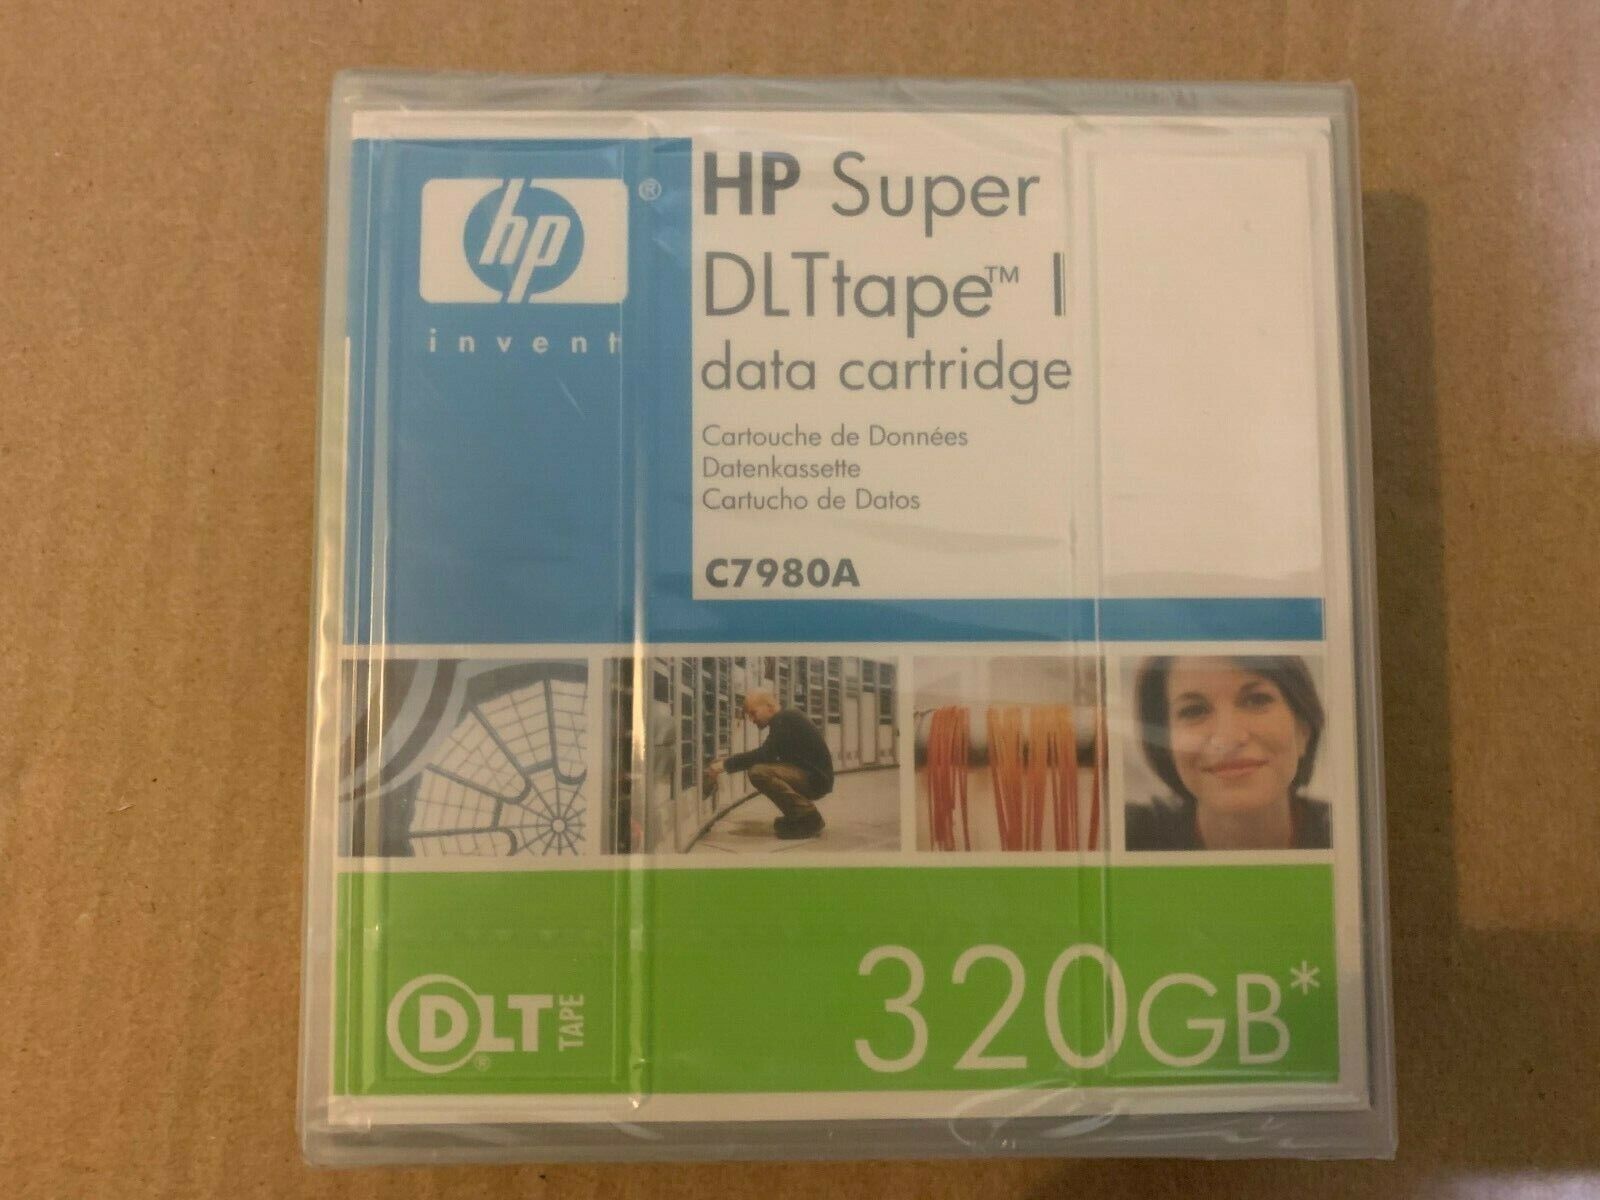 hp®
invent
HP Super
DLTtape™ I
data cartridge
Cartouche de Données
Datenkassette
Cartucho de Datos
C7980A
DLT® TAPE
320GB*